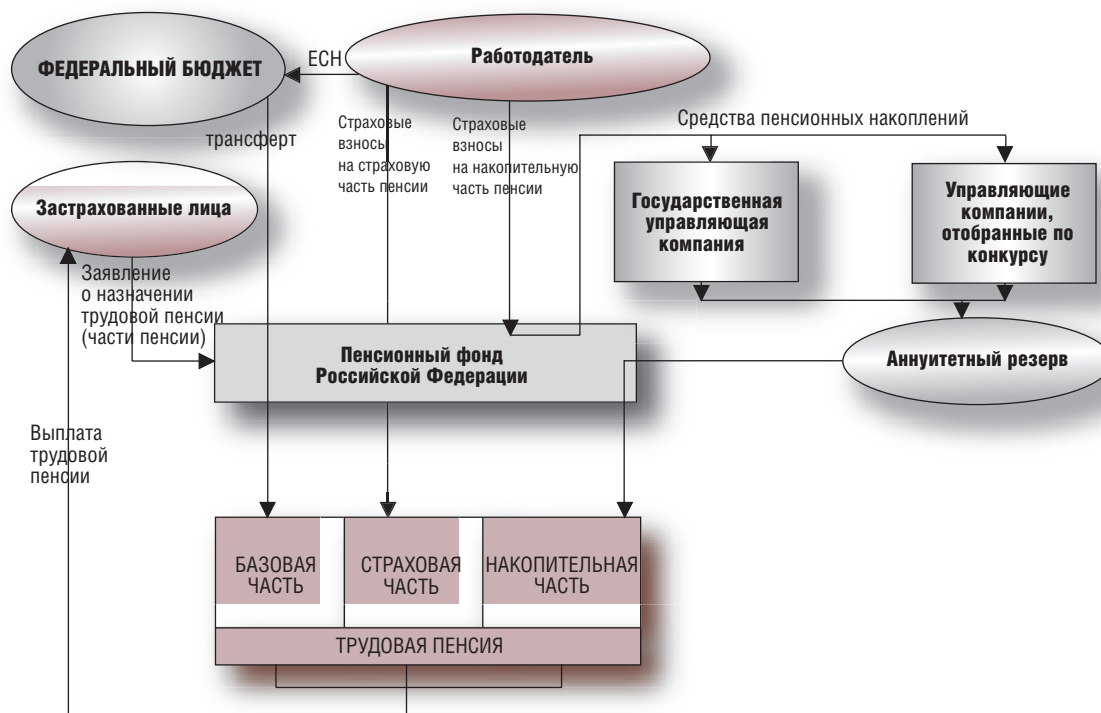 ФЕДЕРАЛЬНЫЙ БЮДЖЕТ
ЕСН
Работодатель
трансферт
Страховые
взносы
на страховую
часть пенсии
Страховые
взносы
на накопительную
часть пенсии
Средства пенсионных накоплений
Застрахованные лица
Государственная
управляющая
компания
Управляющие
компании,
отобранные по
конкурсу
Заявление
о назначении
трудовой пенсии
(части пенсии)
Пенсионный фонд
Российской Федерации
Аннуитетный резерв
Выплата
трудовой
пенсии
БАЗОВАЯ
ЧАСТЬ
СТРАХОВАЯ
ЧАСТЬ
НАКОПИТЕЛЬНАЯ
ЧАСТЬ
ТРУДОВАЯ ПЕНСИЯ